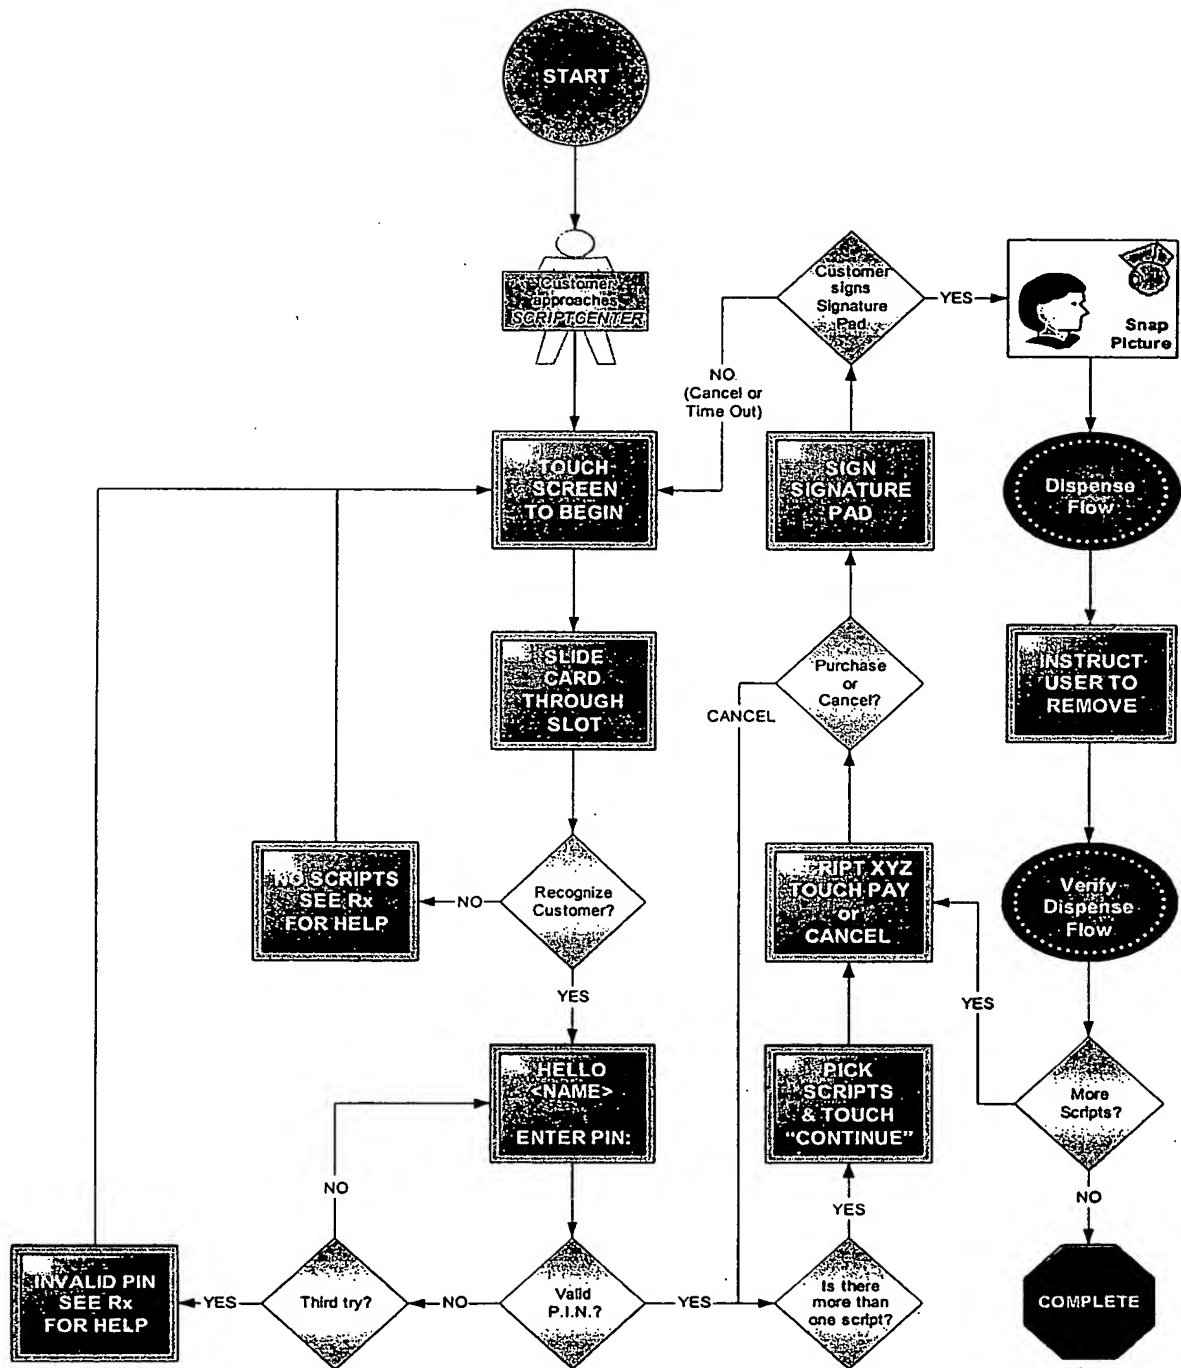 START
Customer
approaches
SCRIPTCENTER
TOUCH
SCREEN
TO BEGIN
SLIDE
CARD
THROUGH
SLOT
Recognize
Customer?
NO
NO SCRIPTS
SEE Rx
FOR HELP
YES
HELLO
<NAME>
ENTER PIN:
Valid
P.I.N.?
NO
Third try?
NO
YES
INVALID PIN
SEE Rx
FOR HELP
YES
Is there
more than
one script?
YES
PICK
SCRIPTS
& TOUCH
"CONTINUE"
XYZ
TOUCH PAY
or
CANCEL
Purchase
or
Cancel?
CANCEL
SIGN
SIGNATURE
PAD
Customer
signs
Signature
Pad
NO
(Cancel or
Time Out)
YES
Snap
Picture
Dispense
Flow
INSTRUCT
USER TO
REMOVE
Verify
Dispense
Flow
YES
More
Scripts?
NO
COMPLETE